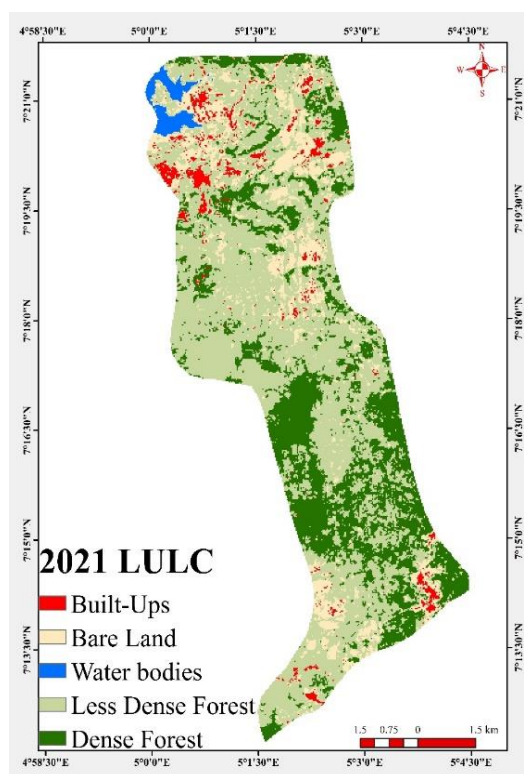 4°58'30"E 5°0'0"E 5°1'30"E 5°3'0"E 5°4'30"E
N
W E
S
7°21'0"N 7°21'0"N
7°19'30"N 7°19'30"N
7°18'0"N 7°18'0"N
7°16'30"N 7°16'30"N
7°15'0"N 7°15'0"N
2021 LULC
Built-Ups
Bare Land
Water bodies
7°13'30"N 7°13'30"N
Less Dense Forest
Dense Forest
1.5 0.75 0 1.5 km
4°58'30"E 5°0'0"E 5°1'30"E 5°3'0"E 5°4'30"E